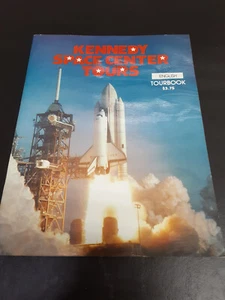 KENNEDY
SPACE CENTER
TOURS
ENGLISH
TOURBOOK
$3.75